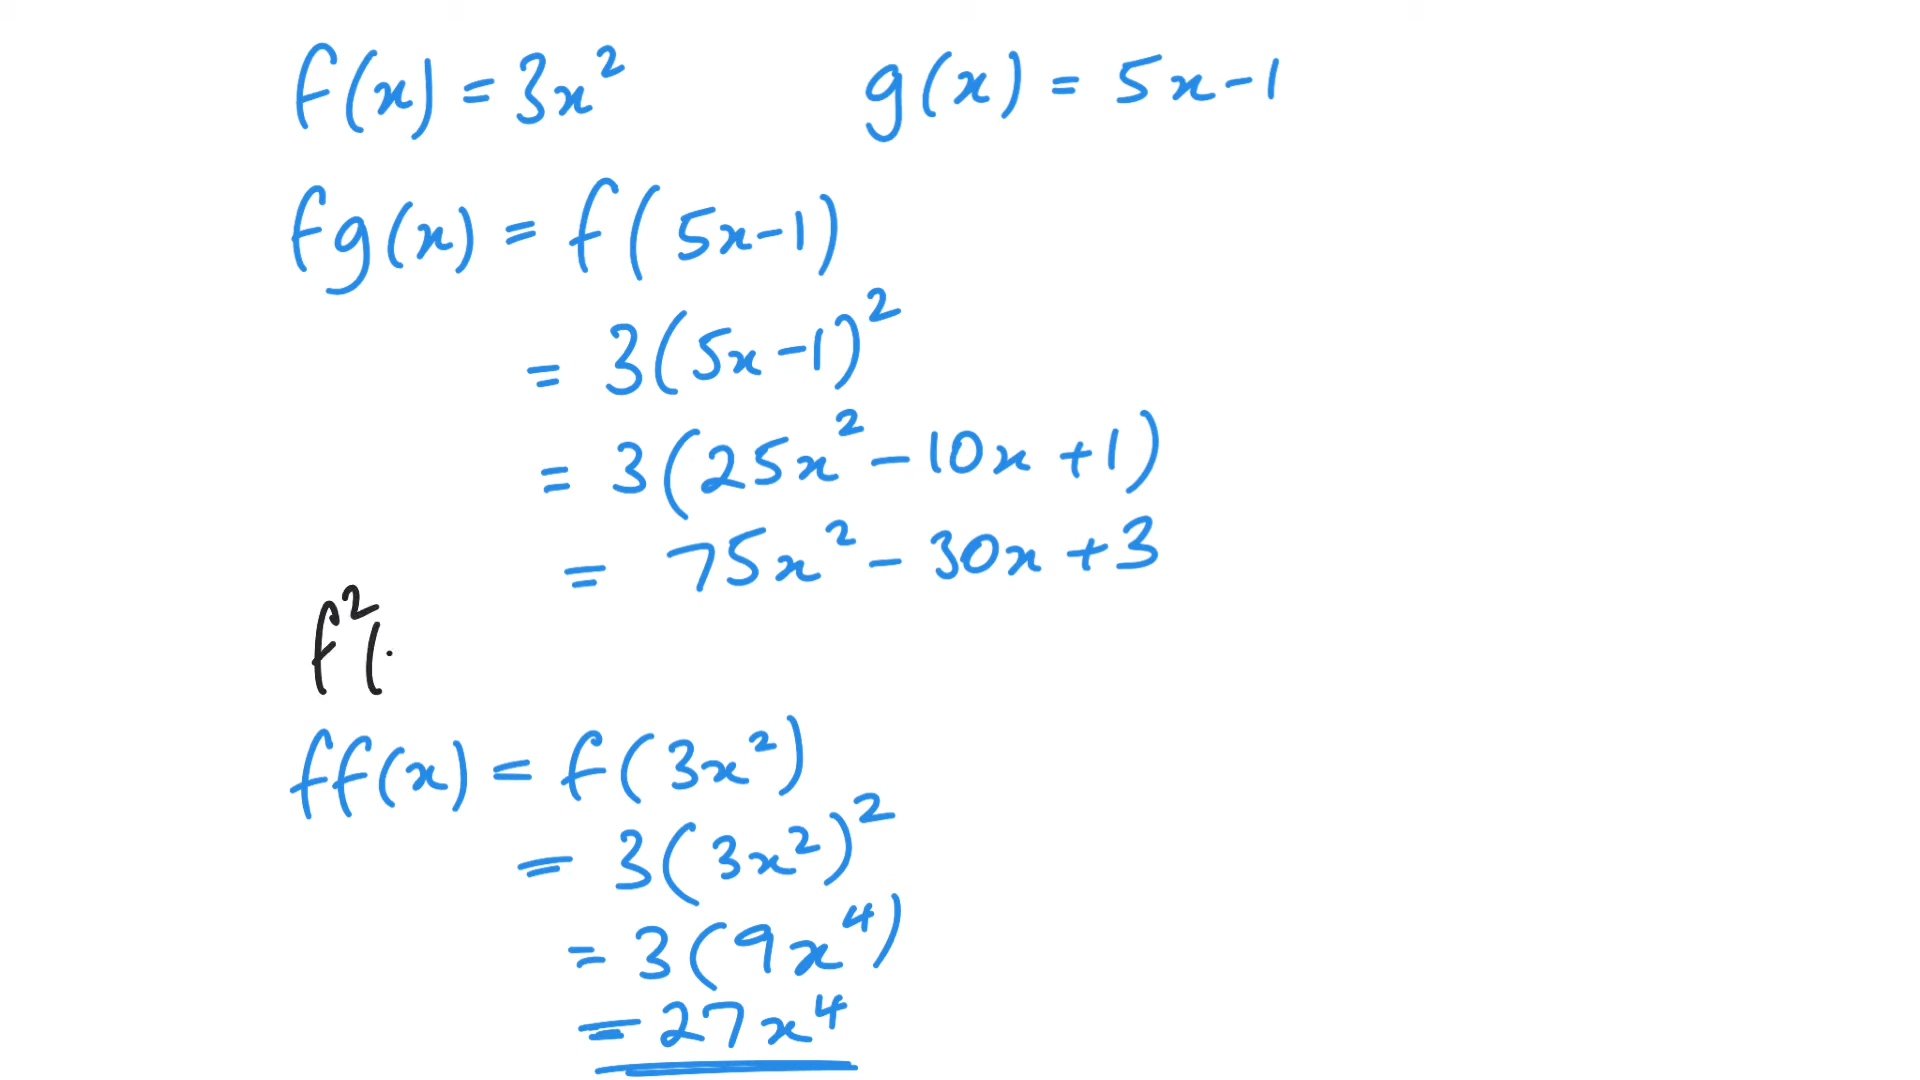 f(x) = 3x² g(x) = 5x-1
fg(x) = f(5x-1)
= 3(5x-1)²
= 3(25x² - 10x + 1)
= 75x² - 30x + 3
f²(
ff(x) = f(3x²)
= 3(3x²)²
= 3(9x⁴)
= 27x⁴